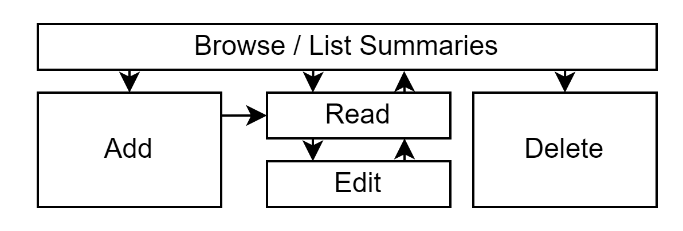 Browse / List Summaries
Add
Read
Edit
Delete